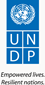 U N
D P
Empowered lives.
Resilient nations.